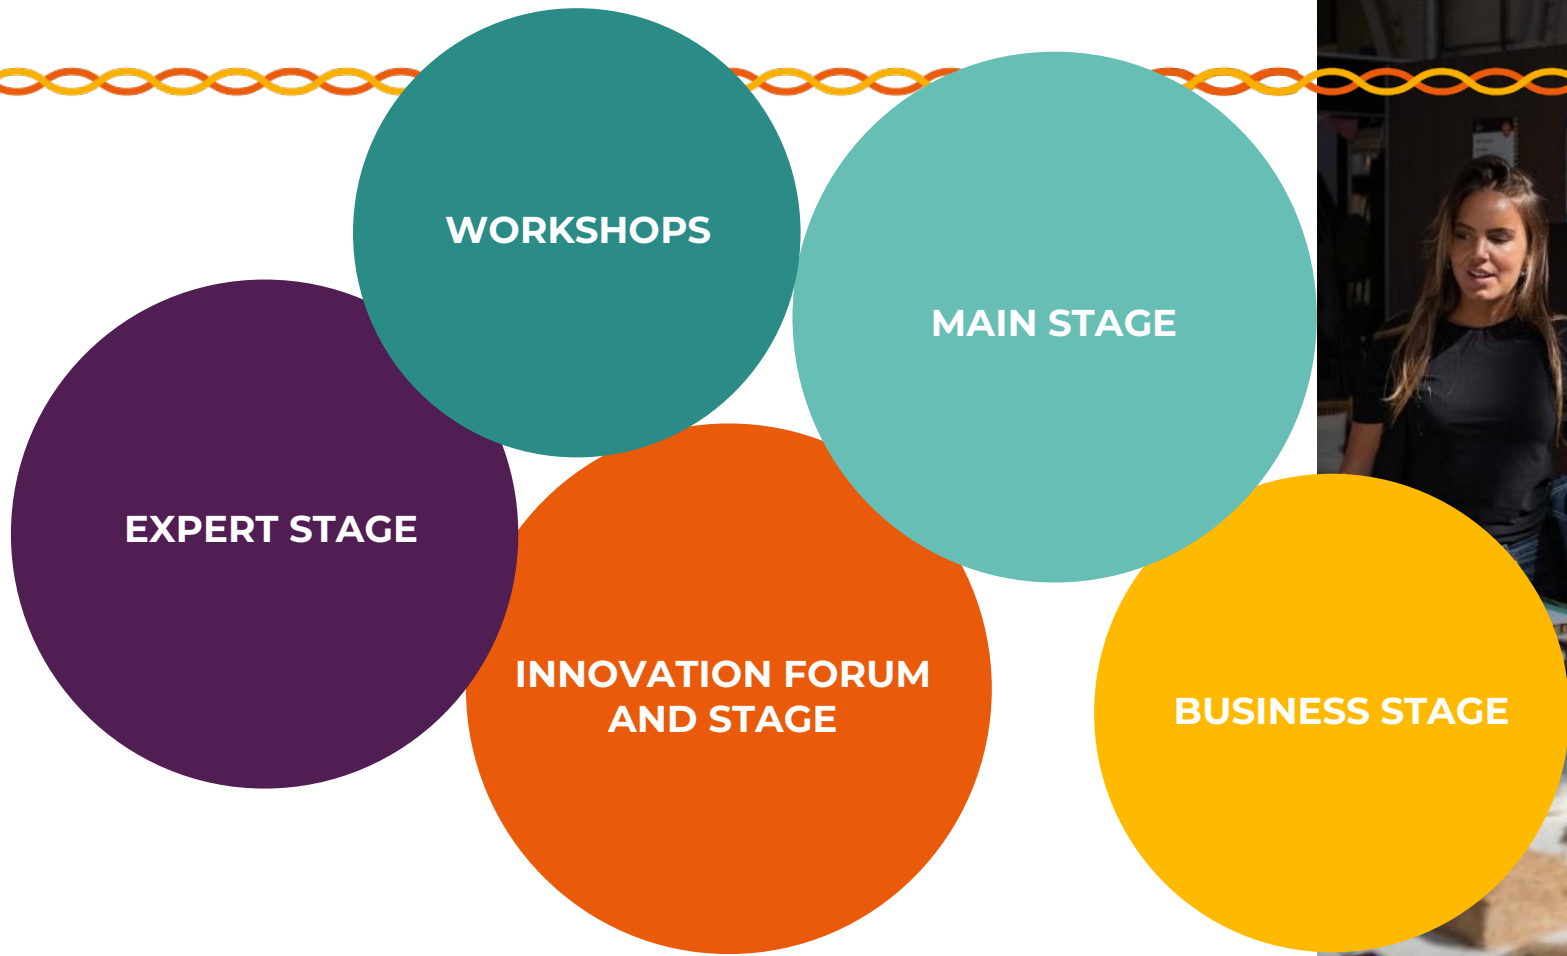 WORKSHOPS
MAIN STAGE
EXPERT STAGE
INNOVATION FORUM
AND STAGE
BUSINESS STAGE